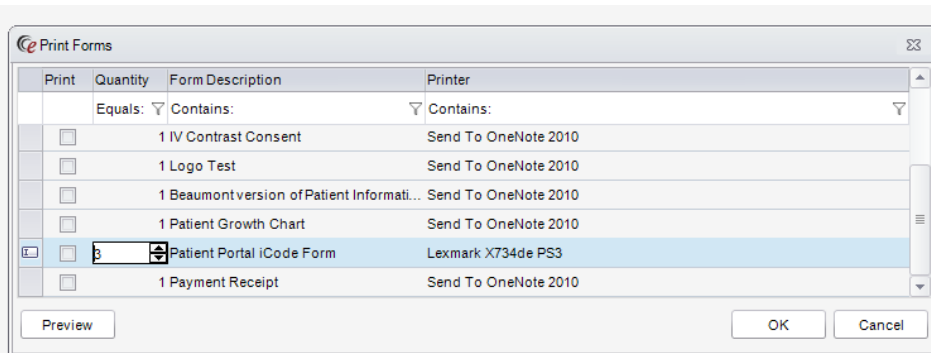 Print Forms
Print Quantity Form Description Printer
Equals: Contains: Contains:
1 IV Contrast Consent Send To OneNote 2010
1 Logo Test Send To OneNote 2010
1 Beaumont version of Patient Informati... Send To OneNote 2010
1 Patient Growth Chart Send To OneNote 2010
3 Patient Portal iCode Form Lexmark X734de PS3
1 Payment Receipt Send To OneNote 2010
Preview OK Cancel